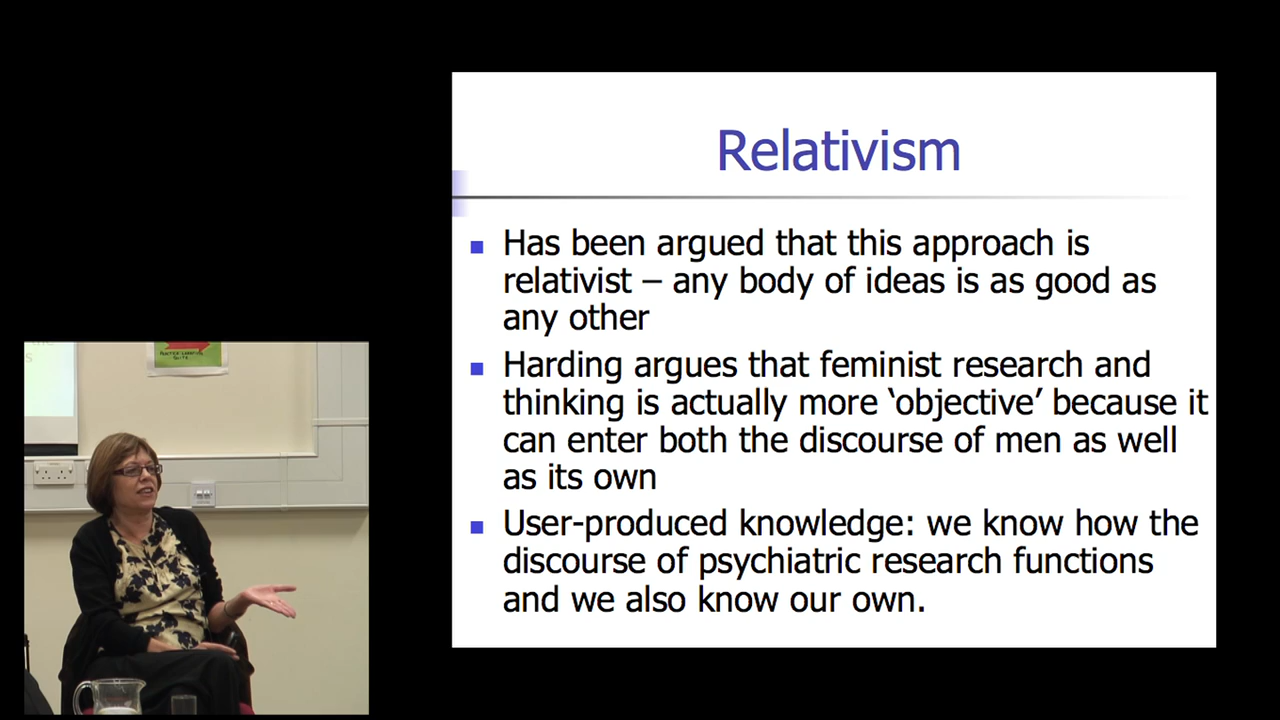 Relativism
Has been argued that this approach is
relativist – any body of ideas is as good as
any other
Harding argues that feminist research and
thinking is actually more ‘objective’ because it
can enter both the discourse of men as well
as its own
User-produced knowledge: we know how the
discourse of psychiatric research functions
and we also know our own.